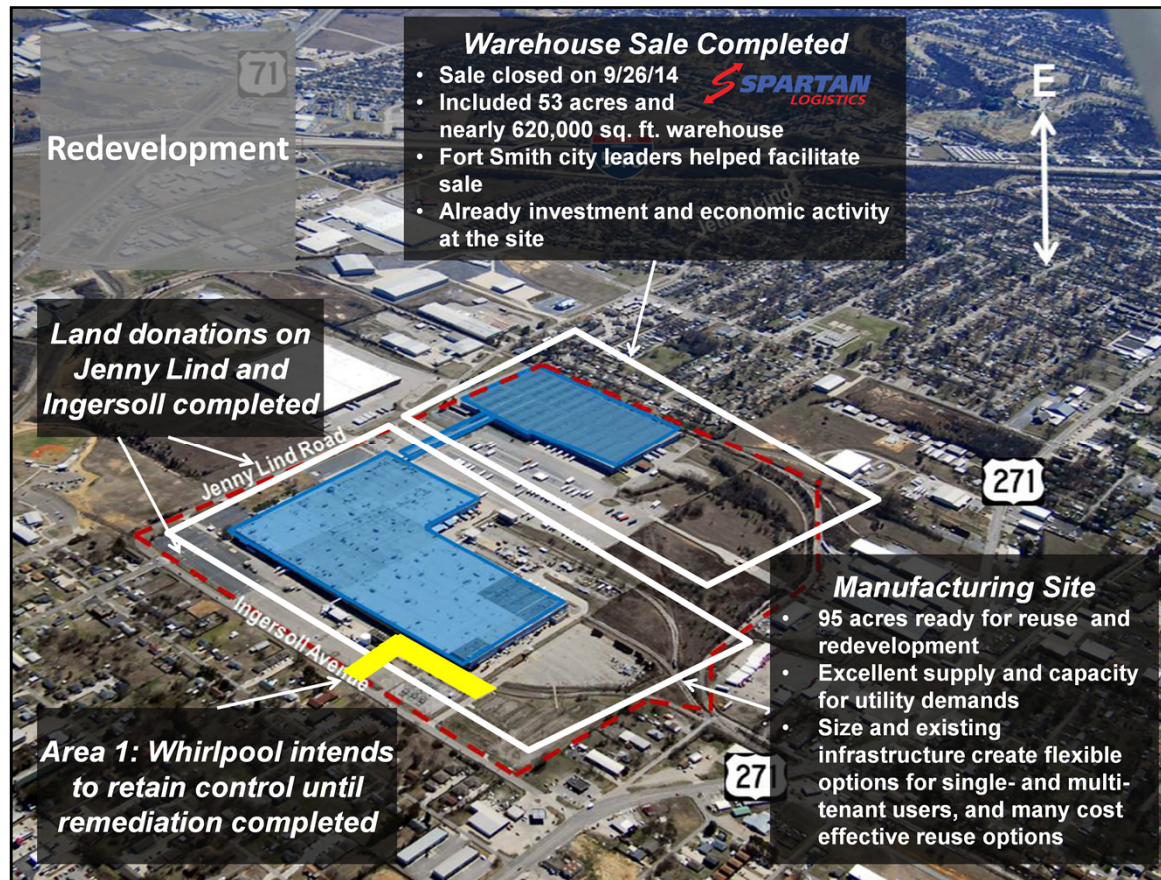 71
Redevelopment
Warehouse Sale Completed
• Sale closed on 9/26/14
SPARTAN
LOGISTICS
• Included 53 acres and
nearly 620,000 sq. ft. warehouse
• Fort Smith city leaders helped facilitate
sale
• Already investment and economic activity
at the site
E
Land donations on
Jenny Lind and
Ingersoll completed
Jenny Lind Road
Ingersoll Avenue
271
Area 1: Whirlpool intends
to retain control until
remediation completed
271
Manufacturing Site
• 95 acres ready for reuse and
redevelopment
• Excellent supply and capacity
for utility demands
• Size and existing
infrastructure create flexible
options for single- and multi-
tenant users, and many cost
effective reuse options